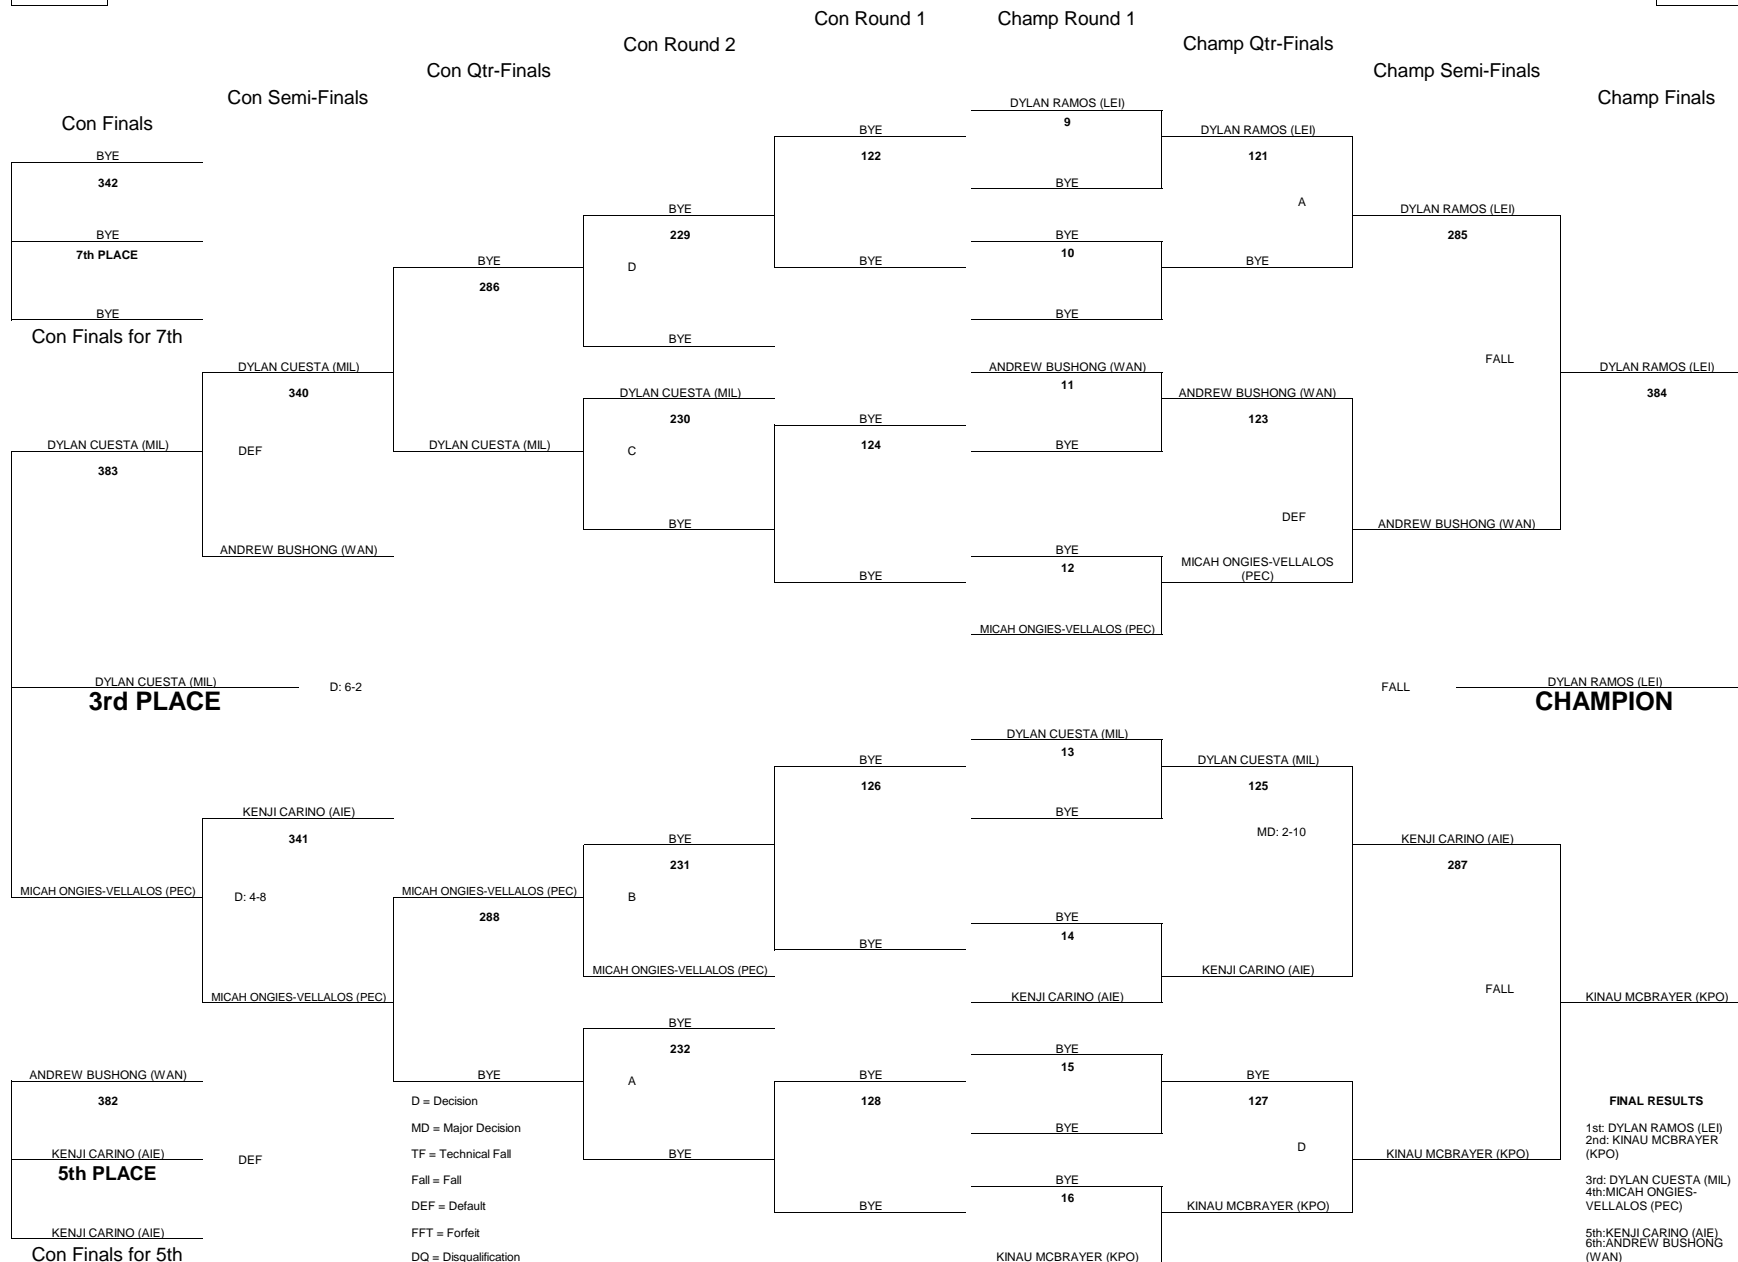 Con Round 1
Champ Round 1
Con Round 2
Champ Qtr-Finals
Con Qtr-Finals
Champ Semi-Finals
Con Semi-Finals
Champ Finals
Con Finals
DYLAN RAMOS (LEI)
9
BYE
DYLAN RAMOS (LEI)
BYE
122
121
342
BYE
A
BYE
DYLAN RAMOS (LEI)
BYE
BYE
229
285
7th PLACE
10
BYE
BYE
BYE
D
286
BYE
BYE
Con Finals for 7th
BYE
FALL
DYLAN CUESTA (MIL)
ANDREW BUSHONG (WAN)
DYLAN RAMOS (LEI)
11
340
DYLAN CUESTA (MIL)
ANDREW BUSHONG (WAN)
384
230
BYE
123
DYLAN CUESTA (MIL)
DEF
DYLAN CUESTA (MIL)
C
124
BYE
383
DEF
BYE
ANDREW BUSHONG (WAN)
ANDREW BUSHONG (WAN)
BYE
12
MICAH ONGIES-VELLALOS
(PEC)
BYE
MICAH ONGIES-VELLALOS (PEC)
DYLAN CUESTA (MIL)
D: 6-2
FALL
DYLAN RAMOS (LEI)
3rd PLACE
CHAMPION
DYLAN CUESTA (MIL)
13
BYE
DYLAN CUESTA (MIL)
126
125
KENJI CARINO (AIE)
BYE
MD: 2-10
341
BYE
KENJI CARINO (AIE)
231
287
MICAH ONGIES-VELLALOS (PEC)
D: 4-8
MICAH ONGIES-VELLALOS (PEC)
B
288
BYE
14
BYE
MICAH ONGIES-VELLALOS (PEC)
KENJI CARINO (AIE)
FALL
MICAH ONGIES-VELLALOS (PEC)
KENJI CARINO (AIE)
KINAU MCBRAYER (KPO)
BYE
232
BYE
15
ANDREW BUSHONG (WAN)
BYE
A
BYE
BYE
382
D = Decision
128
127
FINAL RESULTS
MD = Major Decision
BYE
1st: DYLAN RAMOS (LEI)
2nd: KINAU MCBRAYER
(KPO)
KENJI CARINO (AIE)
DEF
TF = Technical Fall
BYE
D
KINAU MCBRAYER (KPO)
5th PLACE
Fall = Fall
BYE
3rd: DYLAN CUESTA (MIL)
4th:MICAH ONGIES-
VELLALOS (PEC)
16
DEF = Default
BYE
KINAU MCBRAYER (KPO)
KENJI CARINO (AIE)
FFT = Forfeit
5th:KENJI CARINO (AIE)
6th:ANDREW BUSHONG
(WAN)
Con Finals for 5th
DQ = Disqualification
KINAU MCBRAYER (KPO)